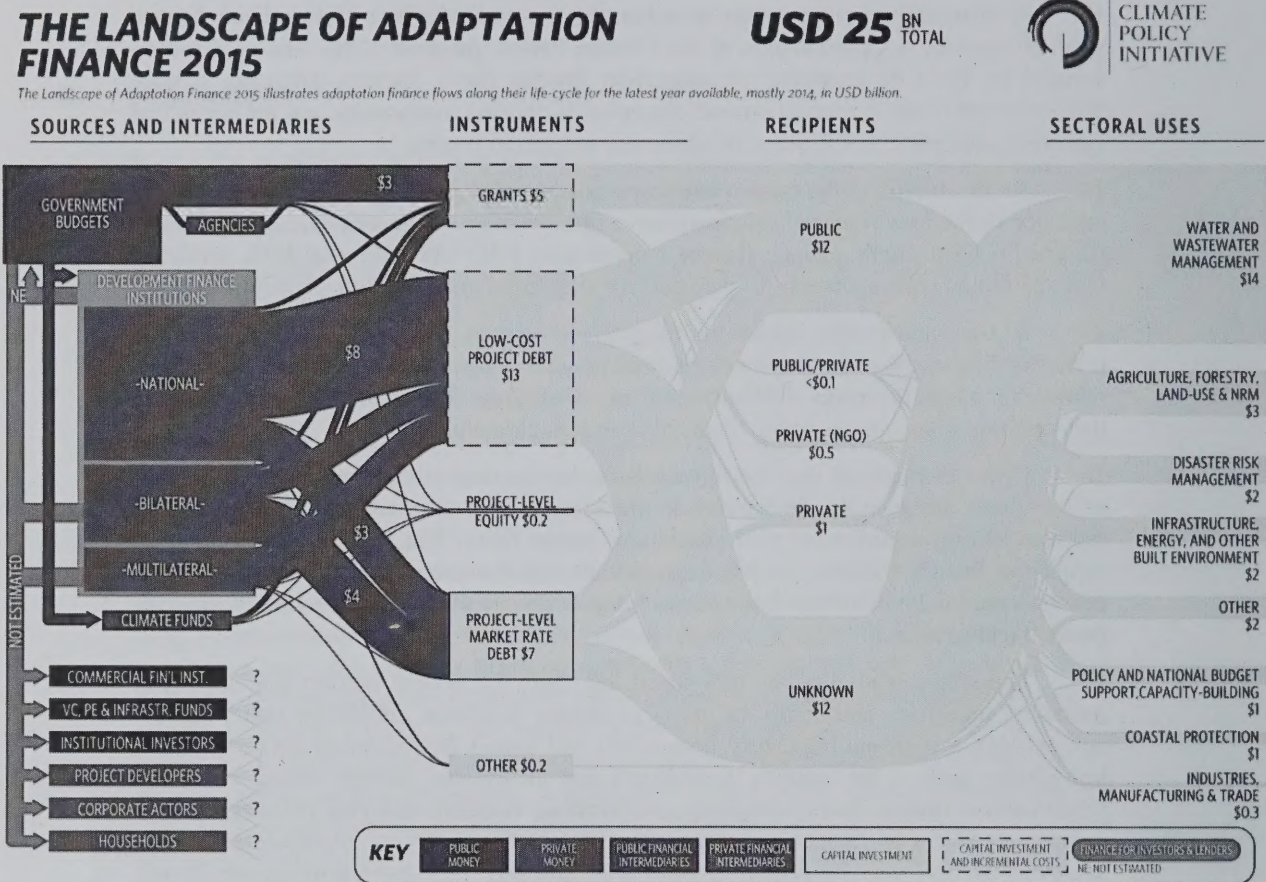 THE LANDSCAPE OF ADAPTATION
FINANCE 2015
USD 25 BN TOTAL
CLIMATE
POLICY
INITIATIVE
The Landscape of Adaptation Finance 2015 illustrates adaptation finance flows along their life-cycle for the latest year available, mostly 2014, in USD billion.
SOURCES AND INTERMEDIARIES
INSTRUMENTS
RECIPIENTS
SECTORAL USES
GOVERNMENT
BUDGETS
AGENCIES
NE
DEVELOPMENT FINANCE
INSTITUTIONS
-NATIONAL-
-BILATERAL-
-MULTILATERAL-
CLIMATE FUNDS
NOT ESTIMATED
COMMERCIAL FIN'L INST. ?
VC, PE & INFRASTR. FUNDS ?
INSTITUTIONAL INVESTORS ?
PROJECT DEVELOPERS ?
CORPORATE ACTORS ?
HOUSEHOLDS ?
$3
$8
$3
$4
GRANTS $5
LOW-COST
PROJECT DEBT
$13
PROJECT-LEVEL
EQUITY $0.2
PROJECT-LEVEL
MARKET RATE
DEBT $7
OTHER $0.2
PUBLIC
$12
PUBLIC/PRIVATE
<$0.1
PRIVATE (NGO)
$0.5
PRIVATE
$1
UNKNOWN
$12
WATER AND
WASTEWATER
MANAGEMENT
$14
AGRICULTURE, FORESTRY,
LAND-USE & NRM
$3
DISASTER RISK
MANAGEMENT
$2
INFRASTRUCTURE,
ENERGY, AND OTHER
BUILT ENVIRONMENT
$2
OTHER
$2
POLICY AND NATIONAL BUDGET
SUPPORT, CAPACITY-BUILDING
$1
COASTAL PROTECTION
$1
INDUSTRIES,
MANUFACTURING & TRADE
$0.3
KEY
PUBLIC
MONEY
PRIVATE
MONEY
PUBLIC FINANCIAL
INTERMEDIARIES
PRIVATE FINANCIAL
INTERMEDIARIES
CAPITAL INVESTMENT
CAPITAL INVESTMENT
AND INCREMENTAL COSTS
FINANCE FOR INVESTORS & LENDERS
NE: NOT ESTIMATED